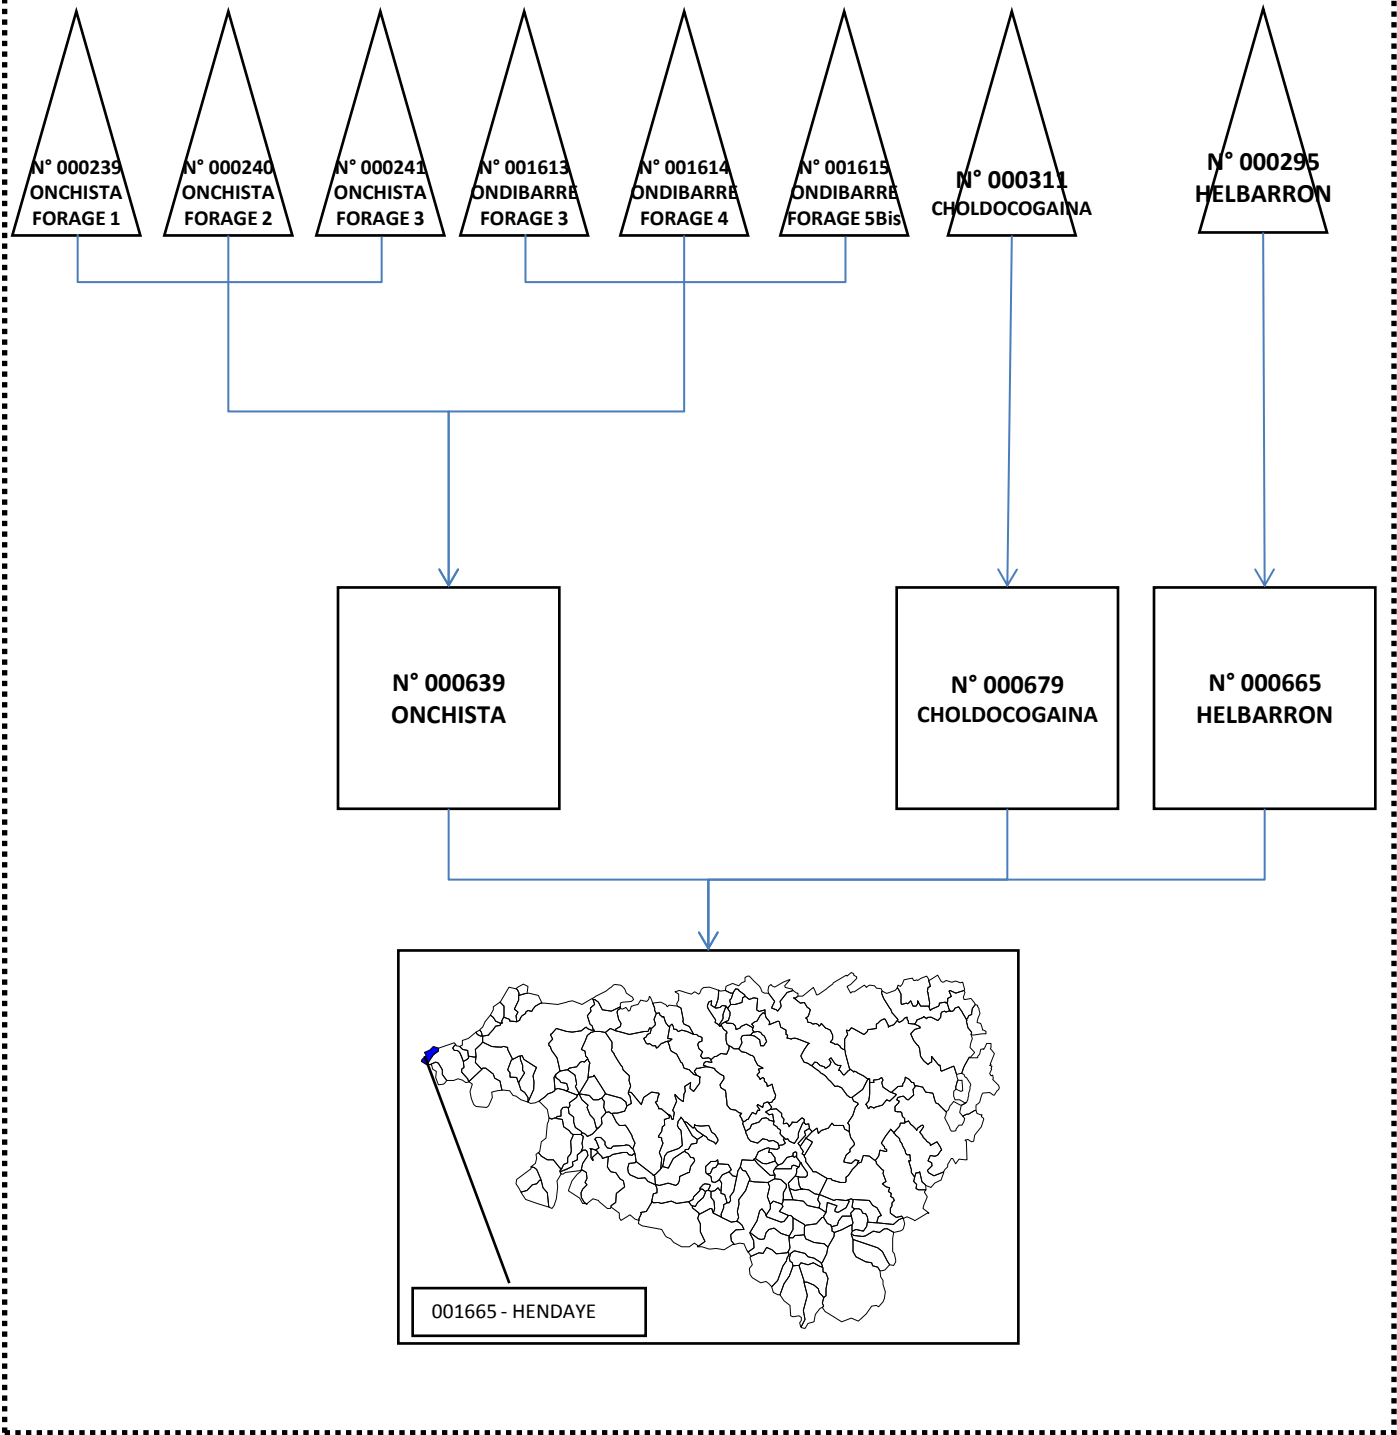 N° 000239
ONCHISTA
FORAGE 1
N° 000240
ONCHISTA
FORAGE 2
N° 000241
ONCHISTA
FORAGE 3
N° 001613
ONDIBARRE
FORAGE 3
N° 001614
ONDIBARRE
FORAGE 4
N° 001615
ONDIBARRE
FORAGE 5Bis
N° 000311
CHOLDOCOGAINA
N° 000295
HELBARRON
N° 000639
ONCHISTA
N° 000679
CHOLDOCOGAINA
N° 000665
HELBARRON
001665 - HENDAYE